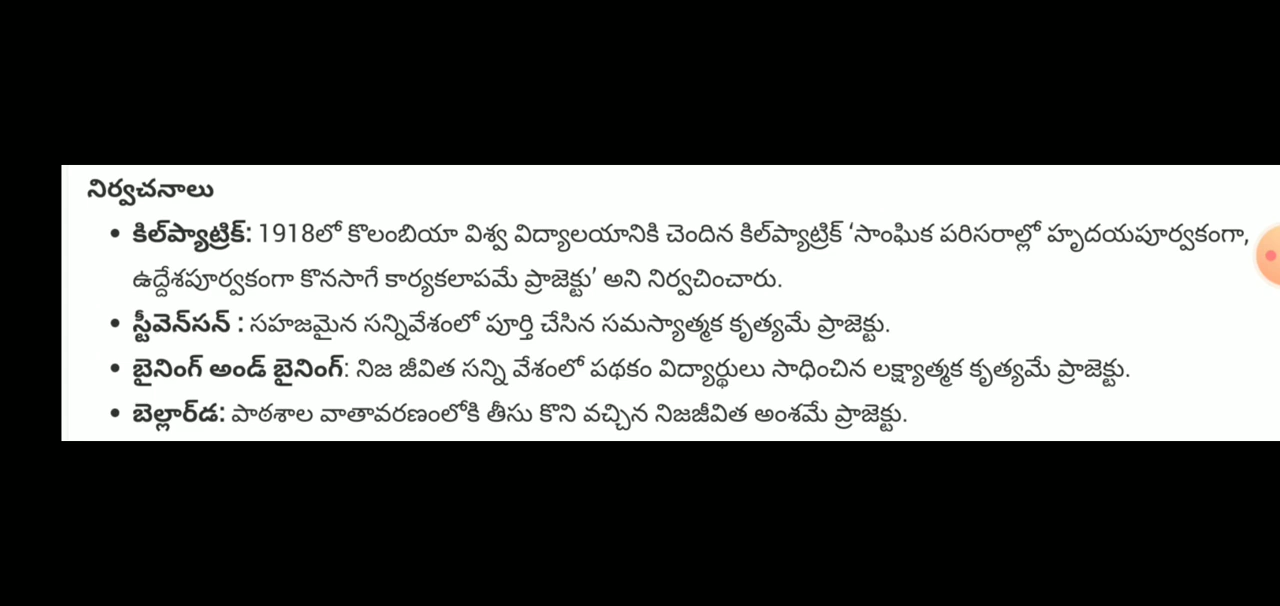 నిర్వచనాలు
• కిల్‌ప్యాట్రిక్: 1918లో కొలంబియా విశ్వ విద్యాలయానికి చెందిన కిల్‌ప్యాట్రిక్ ‘సాంఘిక పరిసరాల్లో హృదయపూర్వకంగా,
ఉద్దేశపూర్వకంగా కొనసాగే కార్యకలాపమే ప్రాజెక్టు’ అని నిర్వచించారు.
• స్టీవెన్‌సన్ : సహజమైన సన్నివేశంలో పూర్తి చేసిన సమస్యాత్మక కృత్యమే ప్రాజెక్టు.
• బైనింగ్ అండ్ బైనింగ్: నిజ జీవిత సన్ని వేశంలో పథకం విద్యార్థులు సాధించిన లక్ష్యాత్మక కృత్యమే ప్రాజెక్టు.
• బెల్లార్‌డ: పాఠశాల వాతావరణంలోకి తీసు కొని వచ్చిన నిజజీవిత అంశమే ప్రాజెక్టు.